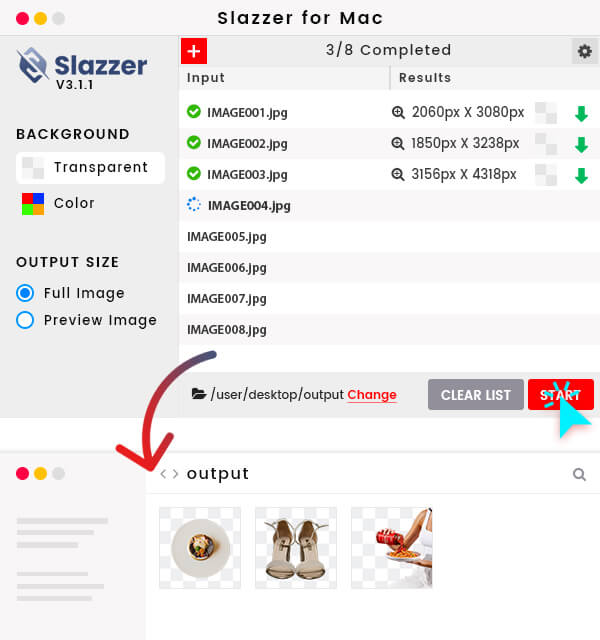 Slazzer for Mac
Slazzer
V3.1.1
BACKGROUND
Transparent
Color
OUTPUT SIZE
Full Image
Preview Image
3/8 Completed
Input Results
IMAGE001.jpg 2060px X 3080px
IMAGE002.jpg 1850px X 3238px
IMAGE003.jpg 3156px X 4318px
IMAGE004.jpg
IMAGE005.jpg
IMAGE006.jpg
IMAGE007.jpg
IMAGE008.jpg
/user/desktop/output Change CLEAR LIST START
output